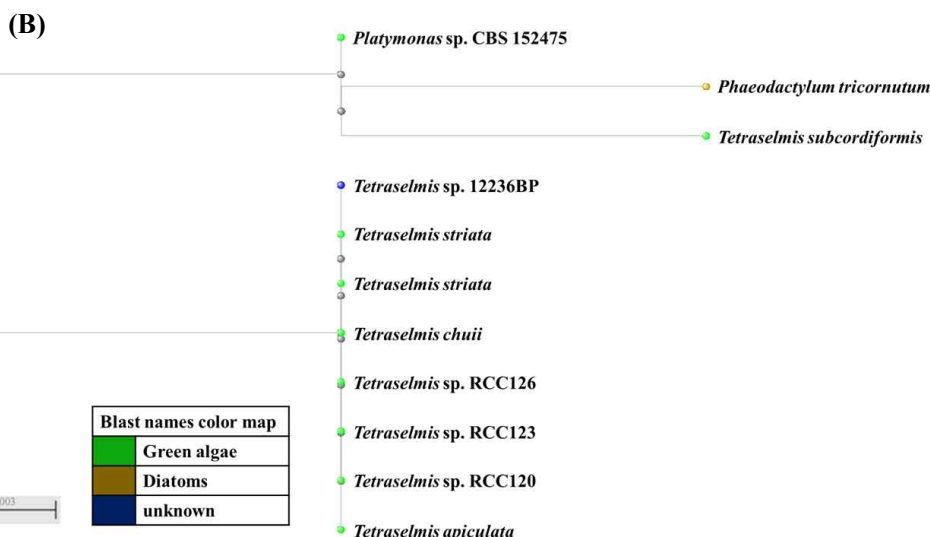 (B)
Platymonas sp. CBS 152475
Phaeodactylum tricornutum
Tetraselmis subcordiformis
Tetraselmis sp. 12236BP
Tetraselmis striata
Tetraselmis striata
Tetraselmis chuii
Tetraselmis sp. RCC126
Tetraselmis sp. RCC123
Tetraselmis sp. RCC120
Tetraselmis apiculata
Blast names color map
Green algae
Diatoms
unknown
003